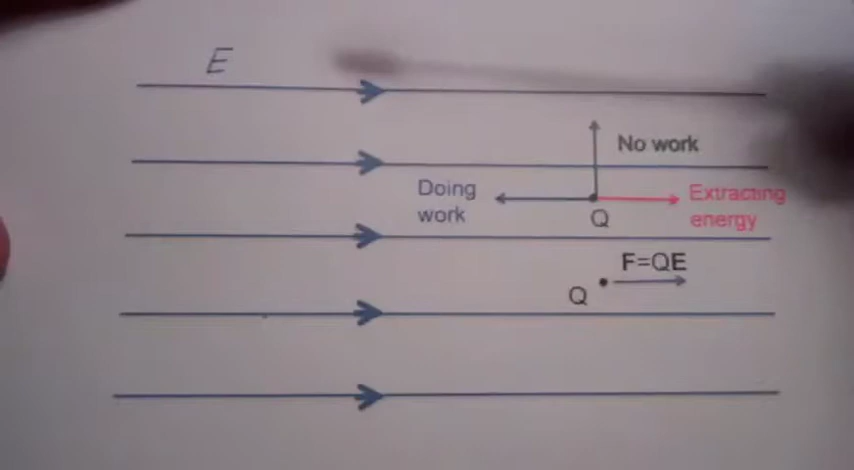 E
No work
Doing
work
Extracting
energy
Q
F=QE
Q